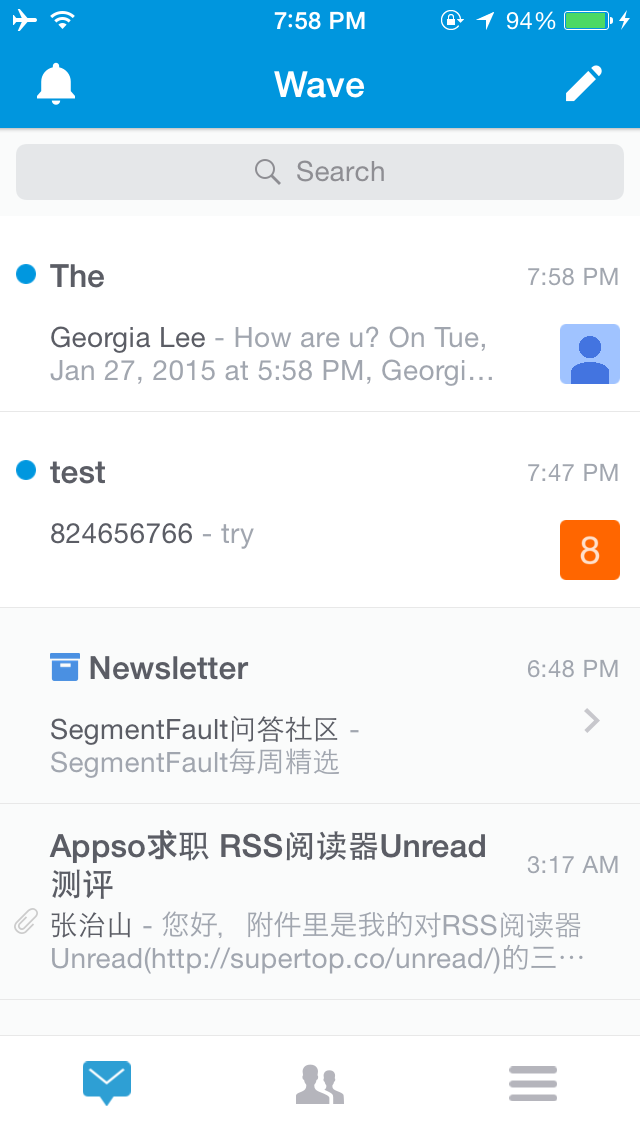 7:58 PM
94%
Wave
Search
The
7:58 PM
Georgia Lee - How are u? On Tue,
Jan 27, 2015 at 5:58 PM, Georgi…
test
7:47 PM
824656766 - try
8
Newsletter
6:48 PM
SegmentFault问答社区 -
SegmentFault每周精选
Appso求职 RSS阅读器Unread
测评
3:17 AM
张治山 - 您好，附件里是我的对RSS阅读器
Unread(http://supertop.co/unread/)的三…